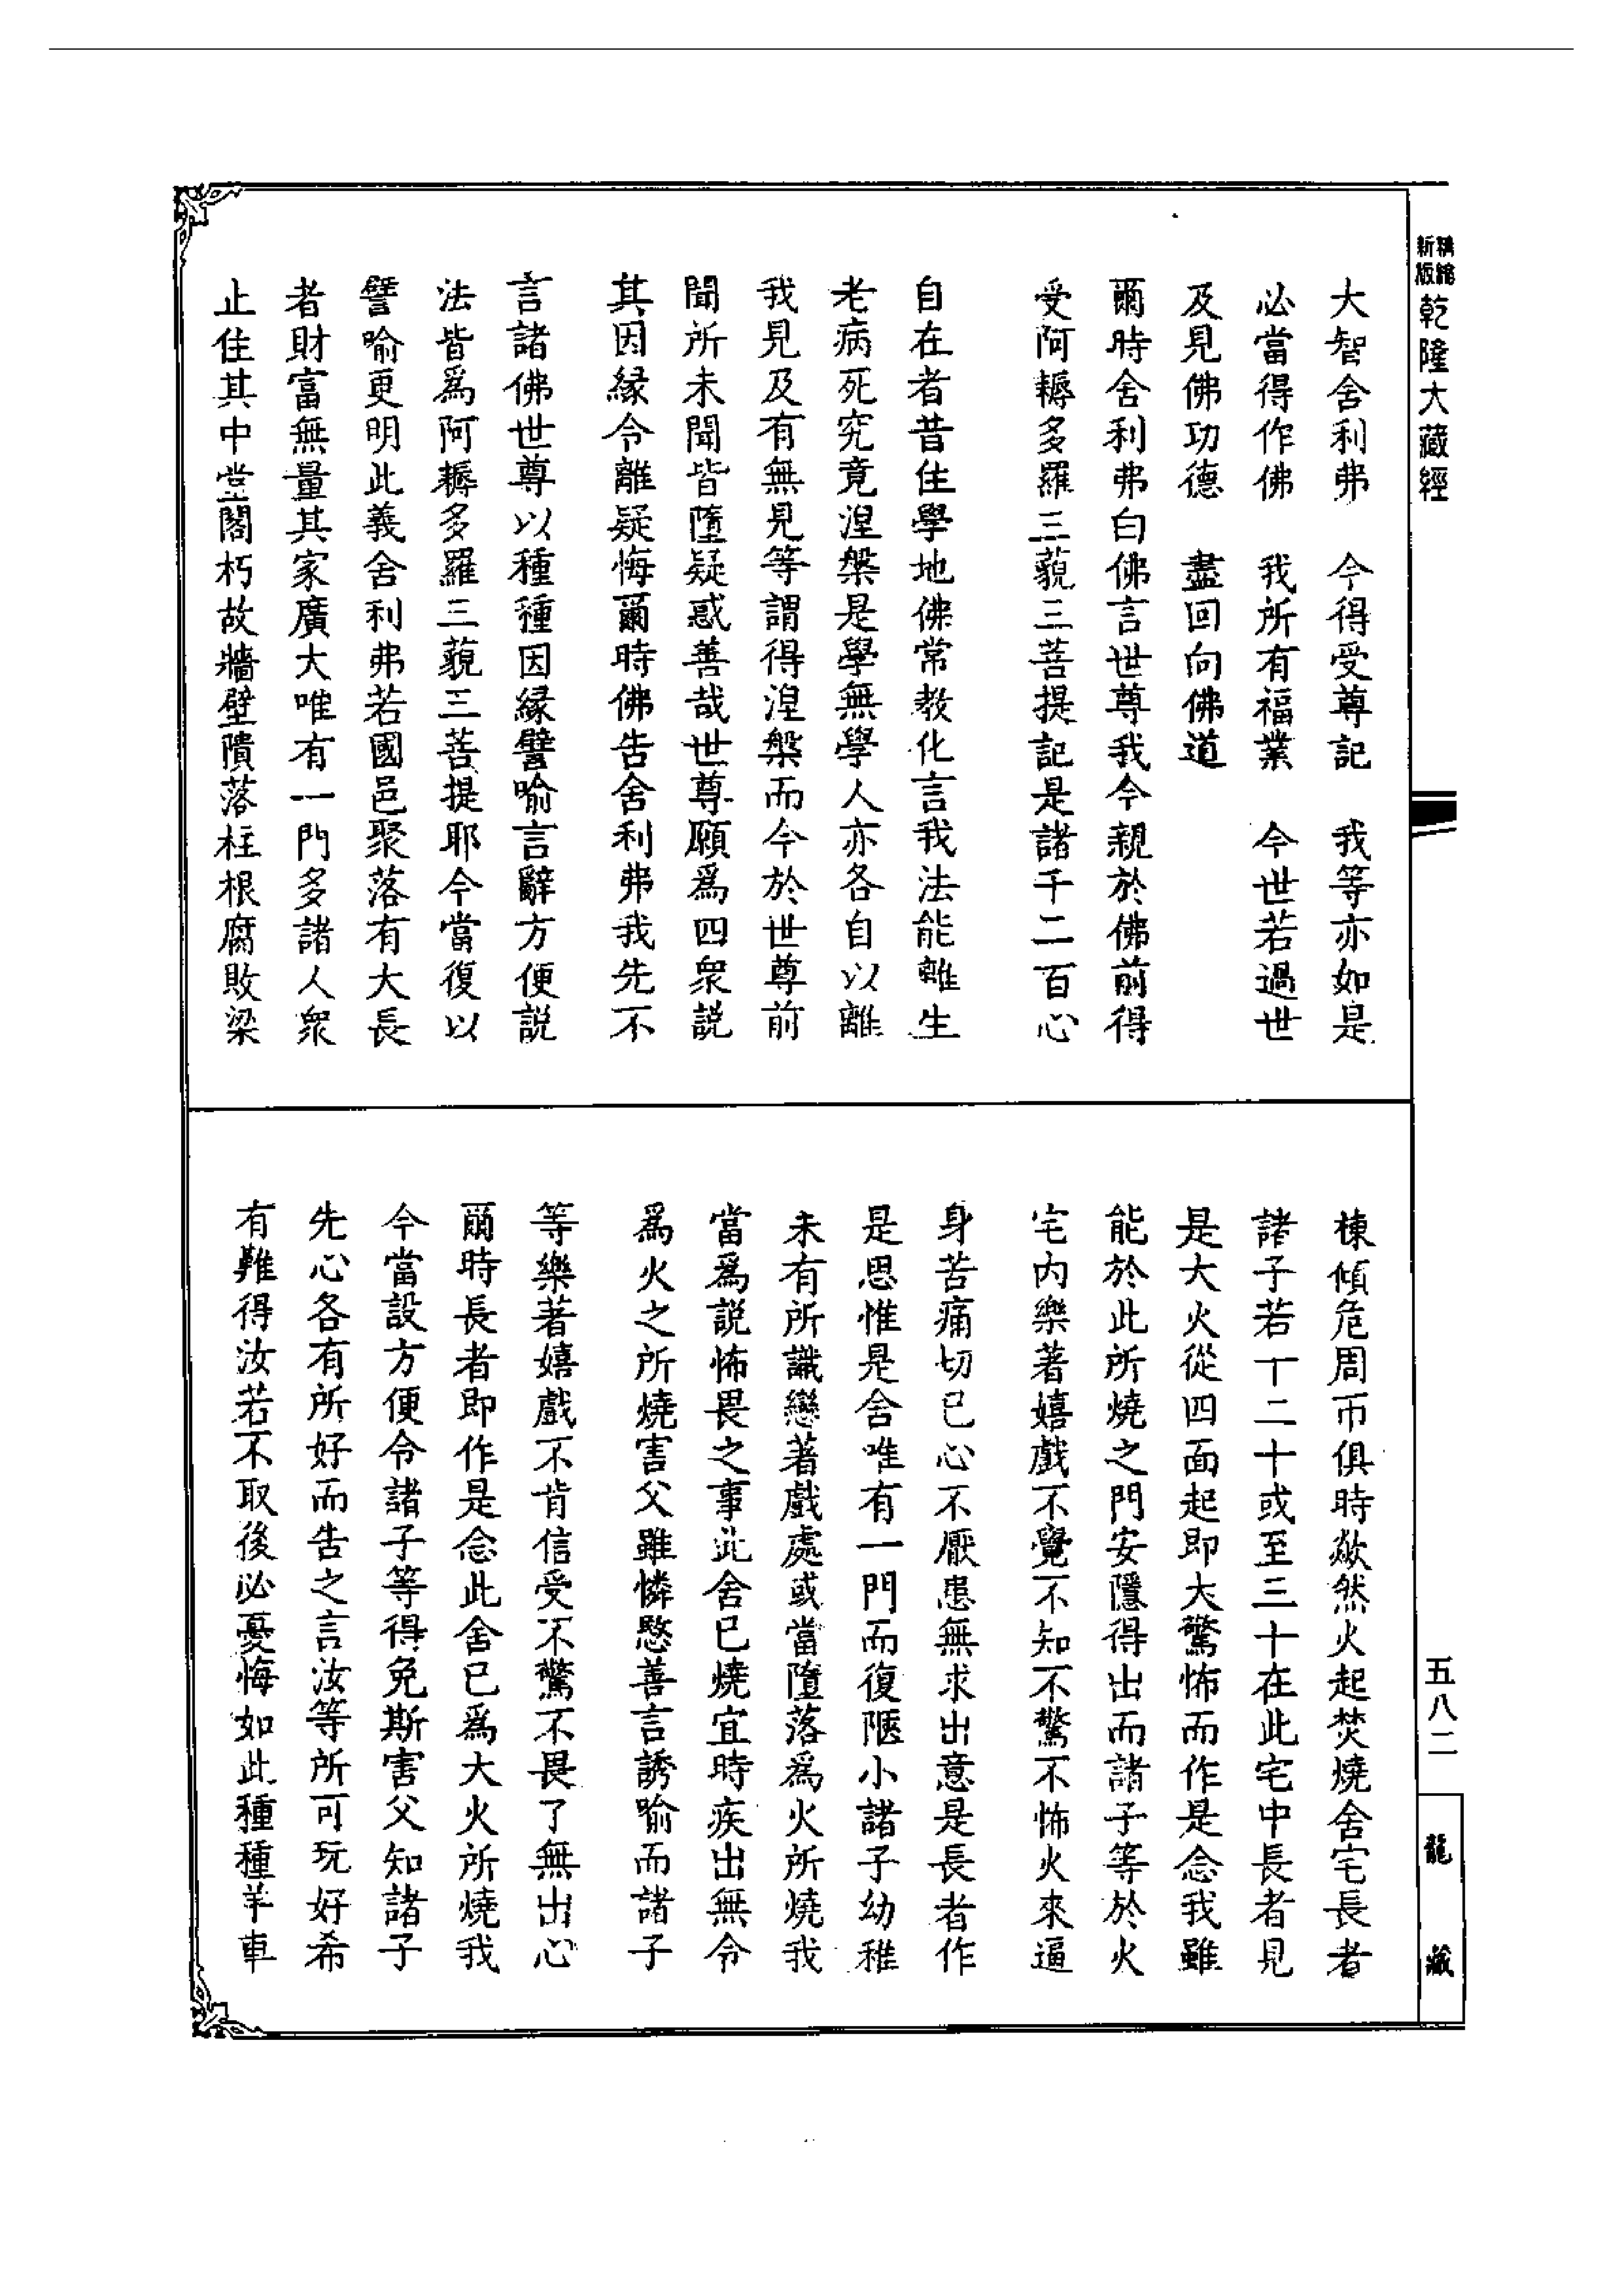 精縮
新版
乾隆大藏經
大智舍利弗　今得受尊記　我等亦如是
必當得作佛　我所有福業　今世若過世
及見佛功德　盡回向佛道
爾時舍利弗白佛言世尊我今親於佛前得
受阿耨多羅三藐三菩提記是諸千二百心
自在者昔住學地佛常教化言我法能離生
老病死究竟涅槃是學無學人亦各自以離
我見及有無見等謂得涅槃而今於世尊前
聞所未聞皆墮疑惑善哉世尊願爲四衆説
其因緣令離疑悔爾時佛告舍利弗我先不
言諸佛世尊以種種因緣譬喻言辭方便説
法皆爲阿耨多羅三藐三菩提耶今當復以
譬喻更明此義舍利弗若國邑聚落有大長
者財富無量其家廣大唯有一門多諸人衆
止住其中堂閣朽故牆壁隤落柱根腐敗梁
棟傾危周帀俱時歘然火起焚燒舍宅長者
諸子若十二十或至三十在此宅中長者見
是大火從四面起即大驚怖而作是念我雖
能於此所燒之門安隱得出而諸子等於火
宅内樂著嬉戲不覺不知不驚不怖火來逼
身苦痛切已心不厭患無求出意是長者作
是思惟是舍唯有一門而復陿小諸子幼稚
未有所識戀著戲處或當墮落爲火所燒我
當爲説怖畏之事此舍已燒宜時疾出無令
爲火之所燒害父雖憐愍善言誘喻而諸子
等樂著嬉戲不肯信受不驚不畏了無出心
爾時長者即作是念此舍已爲大火所燒我
今當設方便令諸子等得免斯害父知諸子
先心各有所好而告之言汝等所可玩好希
有難得汝若不取後必憂悔如此種種羊車
五八二
龍藏